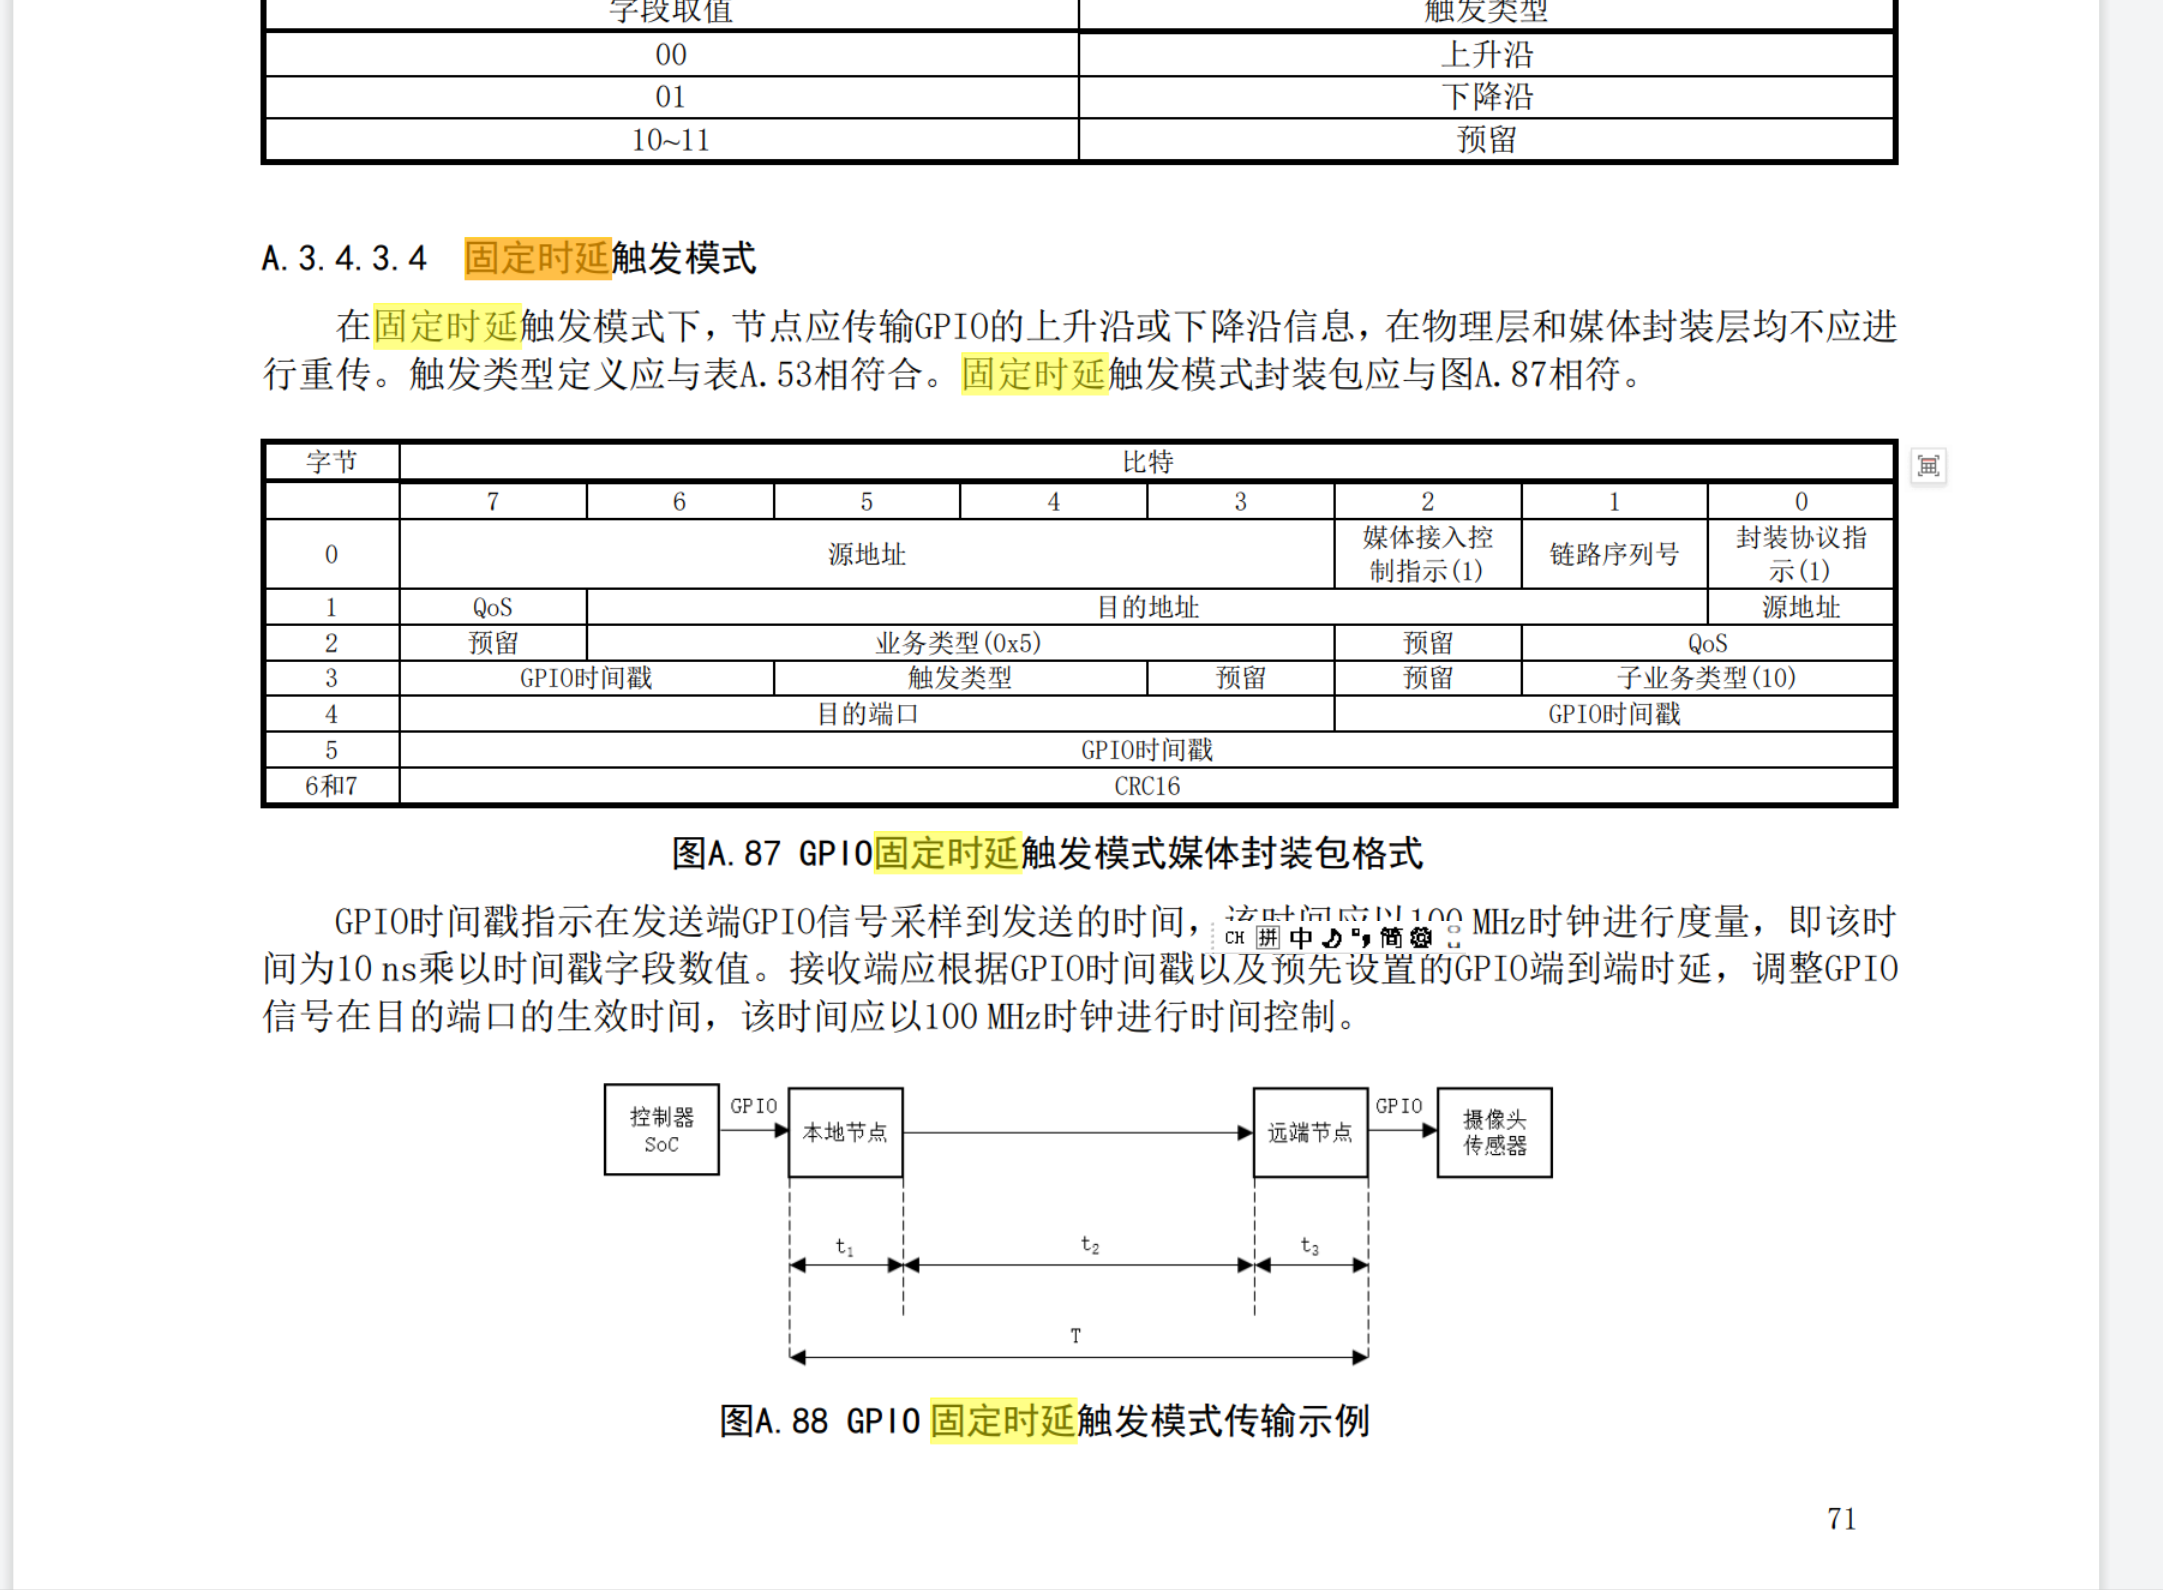 字段取值 触发类型
00 上升沿
01 下降沿
10~11 预留
A.3.4.3.4 固定时延触发模式
在固定时延触发模式下，节点应传输GPIO的上升沿或下降沿信息，在物理层和媒体封装层均不应进
行重传。触发类型定义应与表A.53相符合。固定时延触发模式封装包应与图A.87相符。
字节 比特
7 6 5 4 3 2 1 0
0 源地址 媒体接入控制指示(1) 链路序列号 封装协议指示(1)
1 QoS 目的地址 源地址
2 预留 业务类型(0x5) 预留 QoS
3 GPIO时间戳 触发类型 预留 预留 子业务类型(10)
4 目的端口 GPIO时间戳
5 GPIO时间戳
6和7 CRC16
图A.87 GPIO固定时延触发模式媒体封装包格式
GPIO时间戳指示在发送端GPIO信号采样到发送的时间，该时间应以100 MHz时钟进行度量，即该时
CH 拼 中 简
间为10 ns乘以时间戳字段数值。接收端应根据GPIO时间戳以及预先设置的GPIO端到端时延，调整GPIO
信号在目的端口的生效时间，该时间应以100 MHz时钟进行时间控制。
控制器
SoC
GPIO
本地节点
远端节点
GPIO
摄像头
传感器
t₁ t₂ t₃
T
图A.88 GPIO 固定时延触发模式传输示例
71